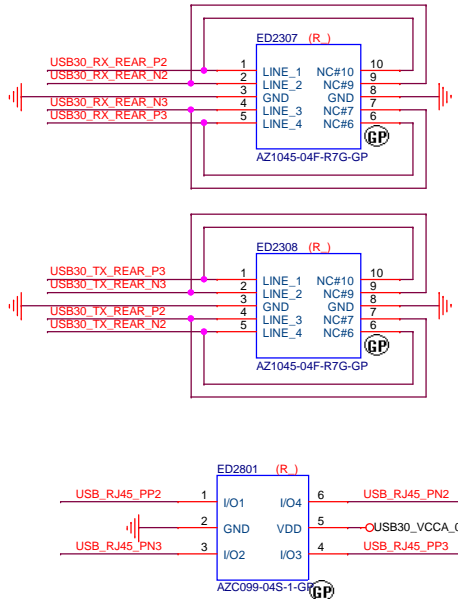 ED2307 (R_)
USB30_RX_REAR_P2 1 LINE_1 NC#10 10
USB30_RX_REAR_N2 2 LINE_2 NC#9 9
3 GND GND 8
USB30_RX_REAR_N3 4 LINE_3 NC#7 7
USB30_RX_REAR_P3 5 LINE_4 NC#6 6
GP
AZ1045-04F-R7G-GP
ED2308 (R_)
USB30_TX_REAR_P3 1 LINE_1 NC#10 10
USB30_TX_REAR_N3 2 LINE_2 NC#9 9
3 GND GND 8
USB30_TX_REAR_P2 4 LINE_3 NC#7 7
USB30_TX_REAR_N2 5 LINE_4 NC#6 6
GP
AZ1045-04F-R7G-GP
ED2801 (R_)
USB_RJ45_PP2 1 I/O1 I/O4 6 USB_RJ45_PN2
2 GND VDD 5 USB30_VCCA_0
USB_RJ45_PN3 3 I/O2 I/O3 4 USB_RJ45_PP3
AZC099-04S-1-GP
GP